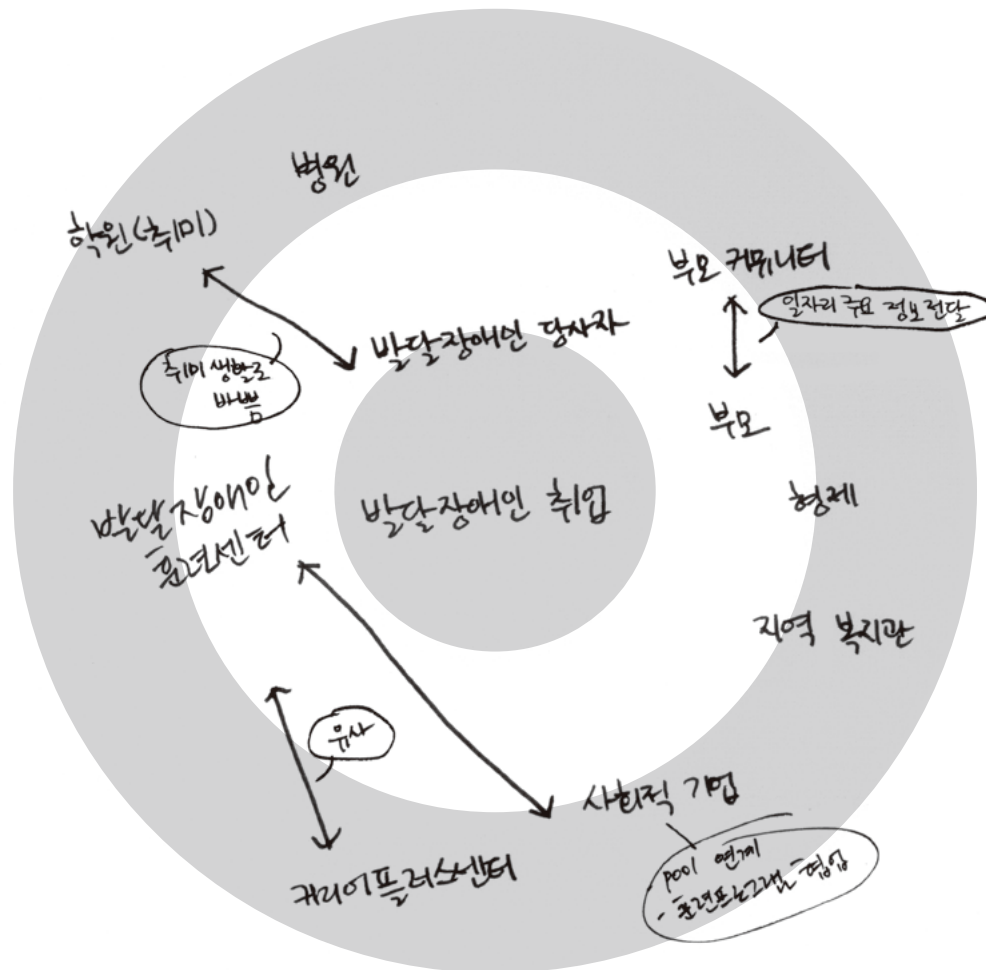 병원
학원(취미)
부모 커뮤니터
일자리 주요 정보 전달
발달장애인 당사자
취미 생활로
바쁨
부모
발달장애인
훈련센터
발달장애인 취업
형제
지역 복지관
유사
사회적 기업
- pool 연계
- 훈련프로그램 협업
커리어플러스센터